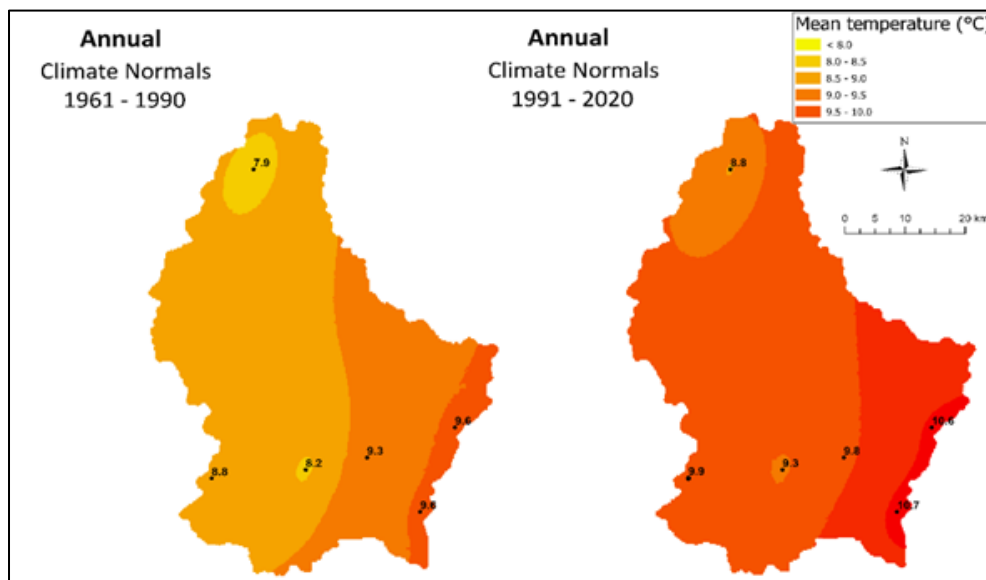 Annual
Climate Normals
1961 - 1990
Annual
Climate Normals
1991 - 2020
Mean temperature (°C)
< 8.0
8.0 - 8.5
8.5 - 9.0
9.0 - 9.5
9.5 - 10.0
N
0 5 10 20 km
7.9
8.8
9.6
9.3
8.2
8.8
9.6
10.6
9.8
9.3
9.9
10.7